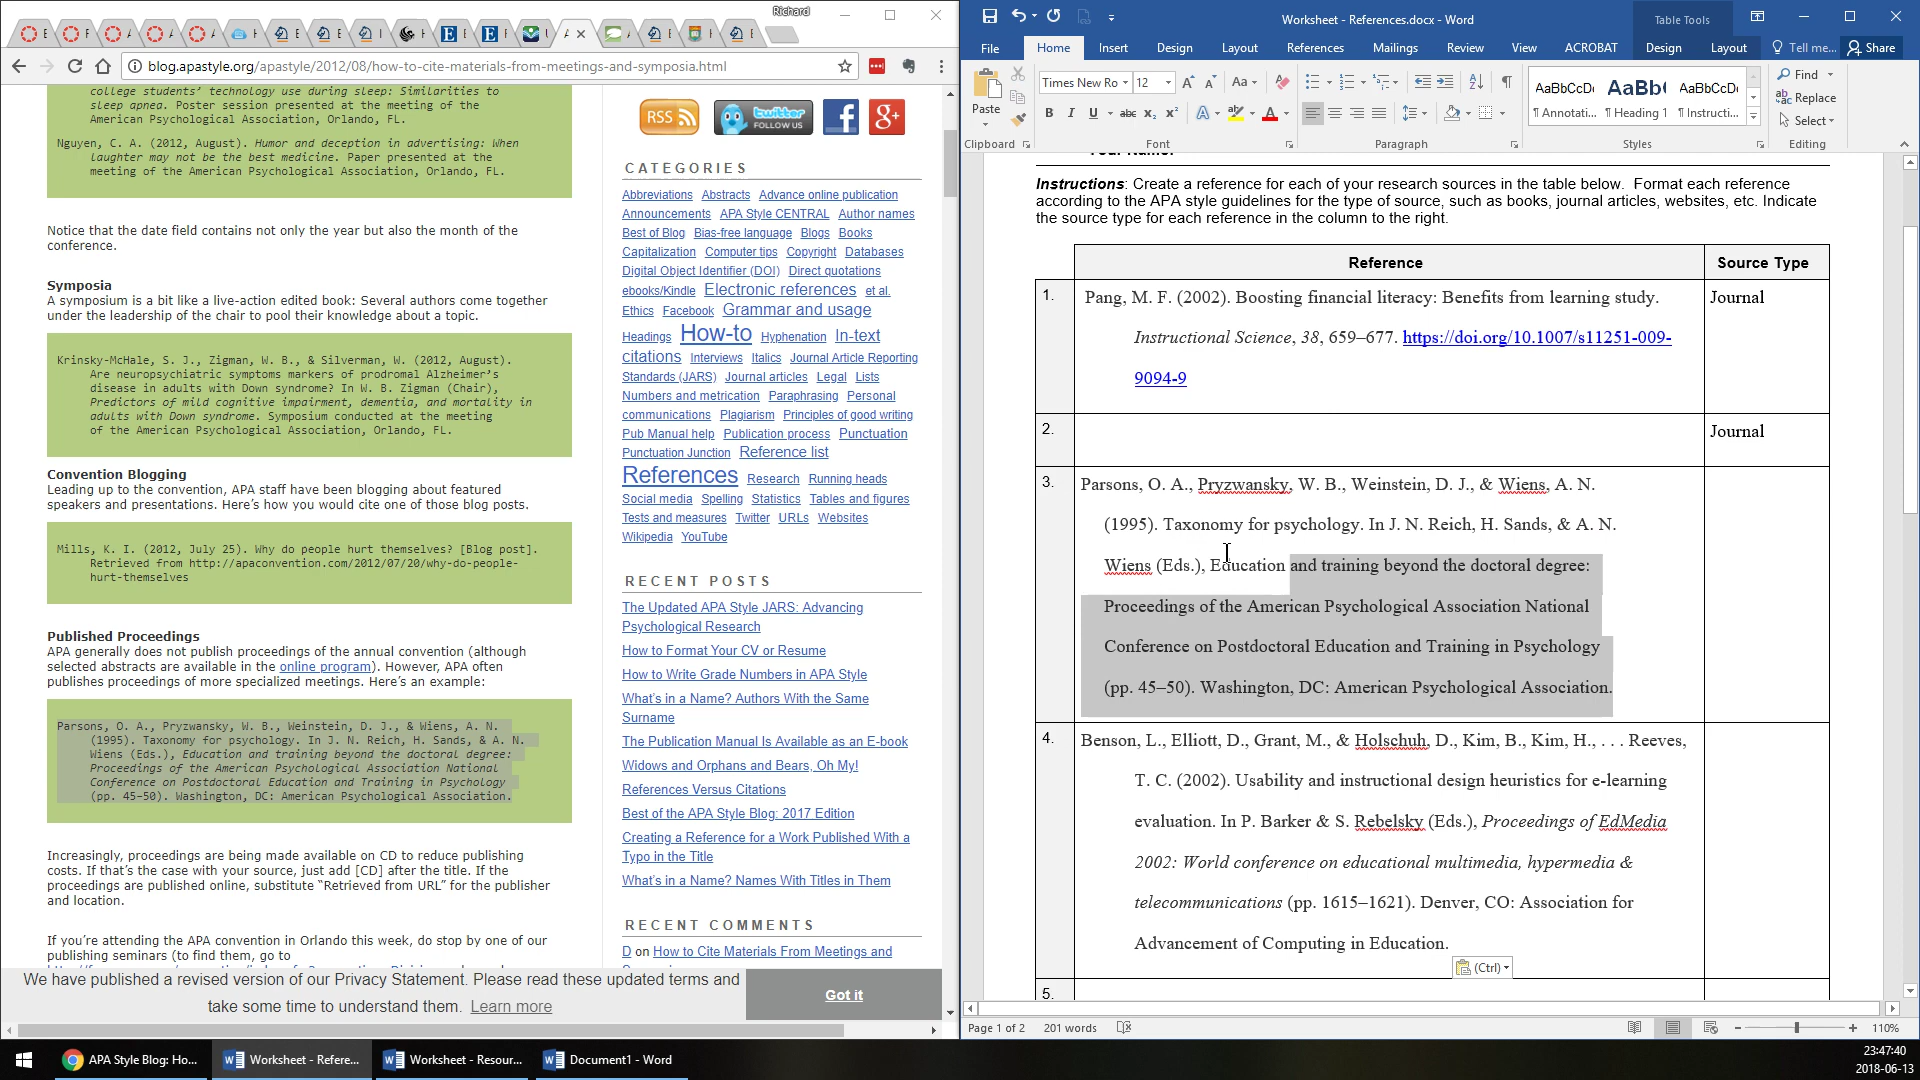 Richard
blog.apastyle.org/apastyle/2012/08/how-to-cite-materials-from-meetings-and-symposia.html
college students’ technology use during sleep: Similarities to
sleep apnea. Poster session presented at the meeting of the
American Psychological Association, Orlando, FL.
Nguyen, C. A. (2012, August). Humor and deception in advertising: When
laughter may not be the best medicine. Paper presented at the
meeting of the American Psychological Association, Orlando, FL.
Notice that the date field contains not only the year but also the month of the
conference.
Symposia
A symposium is a bit like a live-action edited book: Several authors come together
under the leadership of the chair to pool their knowledge about a topic.
Krinsky-McHale, S. J., Zigman, W. B., & Silverman, W. (2012, August).
Are neuropsychiatric symptoms markers of prodromal Alzheimer’s
disease in adults with Down syndrome? In W. B. Zigman (Chair),
Predictors of mild cognitive impairment, dementia, and mortality in
adults with Down syndrome. Symposium conducted at the meeting
of the American Psychological Association, Orlando, FL.
Convention Blogging
Leading up to the convention, APA staff have been blogging about featured
speakers and presentations. Here’s how you would cite one of those blog posts.
Mills, K. I. (2012, July 25). Why do people hurt themselves? [Blog post].
Retrieved from http://apaconvention.com/2012/07/20/why-do-people-
hurt-themselves
Published Proceedings
APA generally does not publish proceedings of the annual convention (although
selected abstracts are available in the online program). However, APA often
publishes proceedings of more specialized meetings. Here’s an example:
Parsons, O. A., Pryzwansky, W. B., Weinstein, D. J., & Wiens, A. N.
(1995). Taxonomy for psychology. In J. N. Reich, H. Sands, & A. N.
Wiens (Eds.), Education and training beyond the doctoral degree:
Proceedings of the American Psychological Association National
Conference on Postdoctoral Education and Training in Psychology
(pp. 45–50). Washington, DC: American Psychological Association.
Increasingly, proceedings are being made available on CD to reduce publishing
costs. If that’s the case with your source, just add [CD] after the title. If the
proceedings are published online, substitute “Retrieved from URL” for the publisher
and location.
If you’re attending the APA convention in Orlando this week, do stop by one of our
publishing seminars (to find them, go to
We have published a revised version of our Privacy Statement. Please read these updated terms and
take some time to understand them. Learn more
Got it
RSS
twitter
FOLLOW US
CATEGORIES
Abbreviations Abstracts Advance online publication
Announcements APA Style CENTRAL Author names
Best of Blog Bias-free language Blogs Books
Capitalization Computer tips Copyright Databases
Digital Object Identifier (DOI) Direct quotations
ebooks/Kindle Electronic references et al.
Ethics Facebook Grammar and usage
Headings How-to Hyphenation In-text
citations Interviews Italics Journal Article Reporting
Standards (JARS) Journal articles Legal Lists
Numbers and metrication Paraphrasing Personal
communications Plagiarism Principles of good writing
Pub Manual help Publication process Punctuation
Punctuation Junction Reference list
References Research Running heads
Social media Spelling Statistics Tables and figures
Tests and measures Twitter URLs Websites
Wikipedia YouTube
RECENT POSTS
The Updated APA Style JARS: Advancing
Psychological Research
How to Format Your CV or Resume
How to Write Grade Numbers in APA Style
What’s in a Name? Authors With the Same
Surname
The Publication Manual Is Available as an E-book
Widows and Orphans and Bears, Oh My!
References Versus Citations
Best of the APA Style Blog: 2017 Edition
Creating a Reference for a Work Published With a
Typo in the Title
What’s in a Name? Names With Titles in Them
RECENT COMMENTS
D on How to Cite Materials From Meetings and
Worksheet - References.docx - Word
Table Tools
File Home Insert Design Layout References Mailings Review View ACROBAT Design Layout Tell me... Share
Paste
Times New Ro 12
AaBbCcDc AaBb( AaBbCcDc
¶ Annotati... ¶ Heading 1 ¶ Instructi...
Find
Replace
Select
Clipboard Font Paragraph Styles Editing
Your Name:
Instructions: Create a reference for each of your research sources in the table below. Format each reference
according to the APA style guidelines for the type of source, such as books, journal articles, websites, etc. Indicate
the source type for each reference in the column to the right.
Reference Source Type
1. Pang, M. F. (2002). Boosting financial literacy: Benefits from learning study. Journal
Instructional Science, 38, 659–677. https://doi.org/10.1007/s11251-009-
9094-9
2. Journal
3. Parsons, O. A., Pryzwansky, W. B., Weinstein, D. J., & Wiens, A. N.
(1995). Taxonomy for psychology. In J. N. Reich, H. Sands, & A. N.
Wiens (Eds.), Education and training beyond the doctoral degree:
Proceedings of the American Psychological Association National
Conference on Postdoctoral Education and Training in Psychology
(pp. 45–50). Washington, DC: American Psychological Association.
4. Benson, L., Elliott, D., Grant, M., & Holschuh, D., Kim, B., Kim, H., . . . Reeves,
T. C. (2002). Usability and instructional design heuristics for e-learning
evaluation. In P. Barker & S. Rebelsky (Eds.), Proceedings of EdMedia
2002: World conference on educational multimedia, hypermedia &
telecommunications (pp. 1615–1621). Denver, CO: Association for
Advancement of Computing in Education.
(Ctrl)
5.
Page 1 of 2 201 words 110%
APA Style Blog: Ho... Worksheet - Refere... Worksheet - Resour... Document1 - Word
23:47:40
2018-06-13